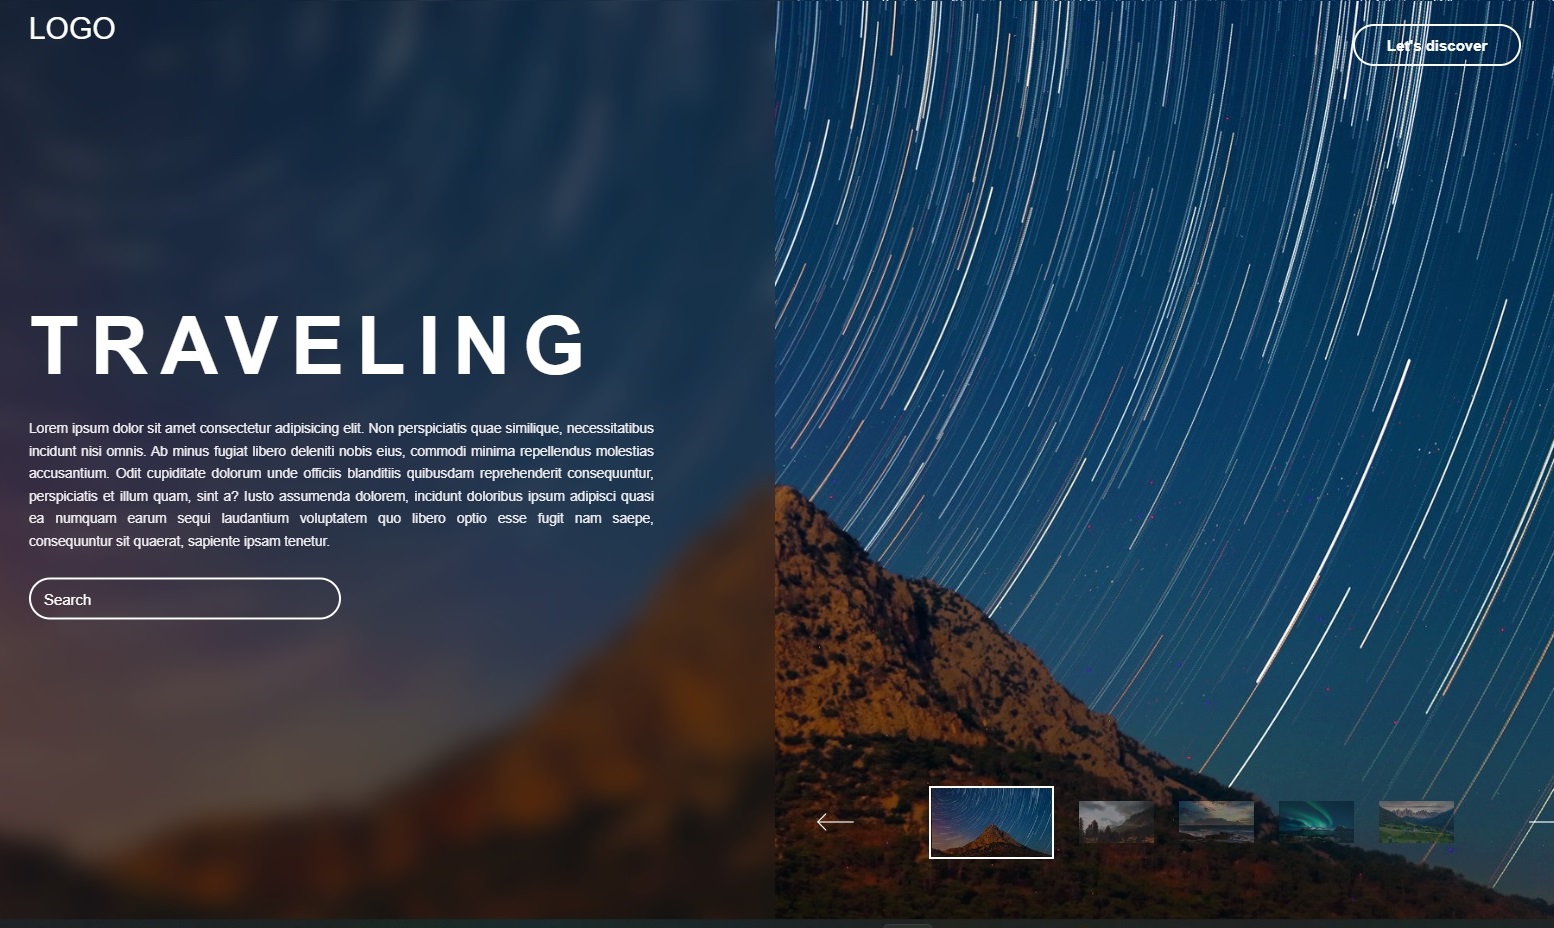 LOGO
Let's discover
TRAVELING
Lorem ipsum dolor sit amet consectetur adipisicing elit. Non perspiciatis quae similique, necessitatibus
incidunt nisi omnis. Ab minus fugiat libero deleniti nobis eius, commodi minima repellendus molestias
accusantium. Odit cupiditate dolorum unde officiis blanditiis quibusdam reprehenderit consequuntur,
perspiciatis et illum quam, sint a? Iusto assumenda dolorem, incidunt doloribus ipsum adipisci quasi
ea numquam earum sequi laudantium voluptatem quo libero optio esse fugit nam saepe,
consequuntur sit quaerat, sapiente ipsam tenetur.
Search